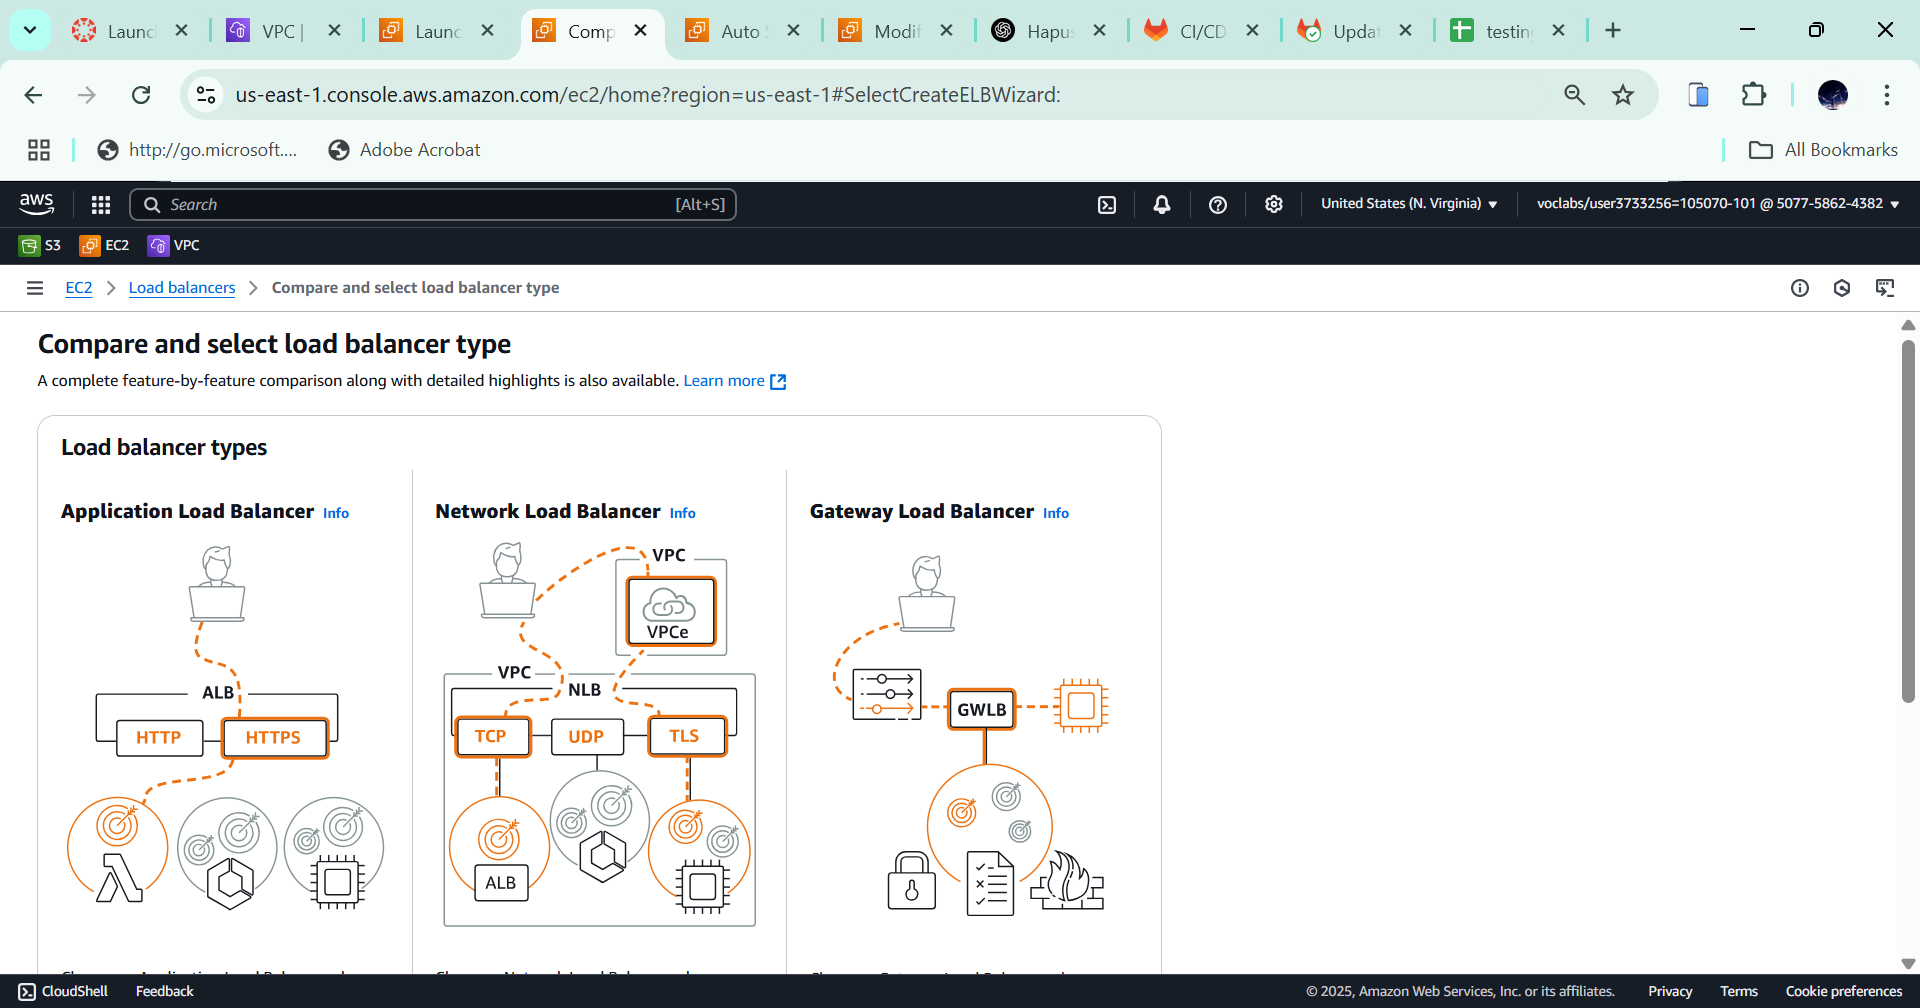 Launc
VPC |
Launc
Comp
Auto S
Modif
Hapus
CI/CD
Updat
testing
us-east-1.console.aws.amazon.com/ec2/home?region=us-east-1#SelectCreateELBWizard:
http://go.microsoft....
Adobe Acrobat
All Bookmarks
aws
Search
[Alt+S]
United States (N. Virginia)
voclabs/user3733256=105070-101 @ 5077-5862-4382
S3
EC2
VPC
EC2
Load balancers
Compare and select load balancer type
Compare and select load balancer type
A complete feature-by-feature comparison along with detailed highlights is also available. Learn more
Load balancer types
Application Load Balancer Info
ALB
HTTP
HTTPS
Network Load Balancer Info
VPC
VPCe
VPC
NLB
TCP
UDP
TLS
ALB
Gateway Load Balancer Info
GWLB
CloudShell
Feedback
© 2025, Amazon Web Services, Inc. or its affiliates.
Privacy
Terms
Cookie preferences